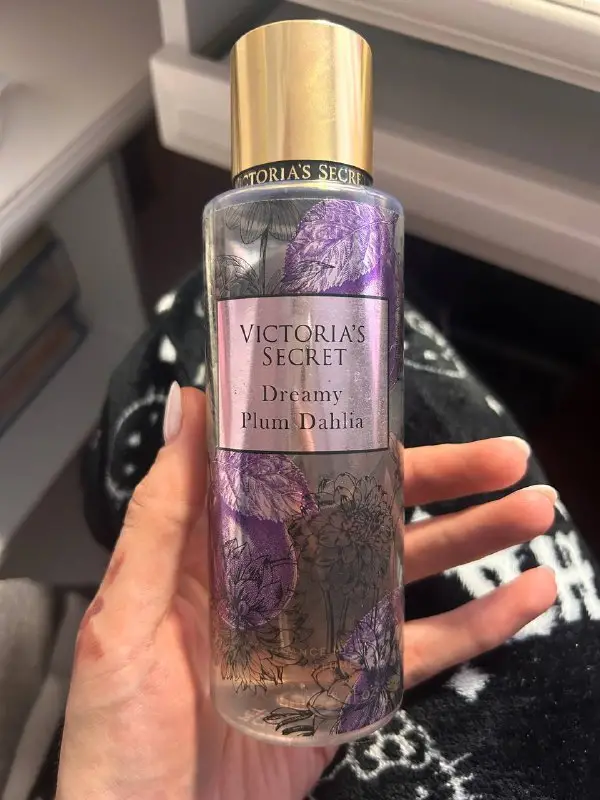 VICTORIA'S SECRET
VICTORIA'S
SECRET
Dreamy
Plum Dahlia